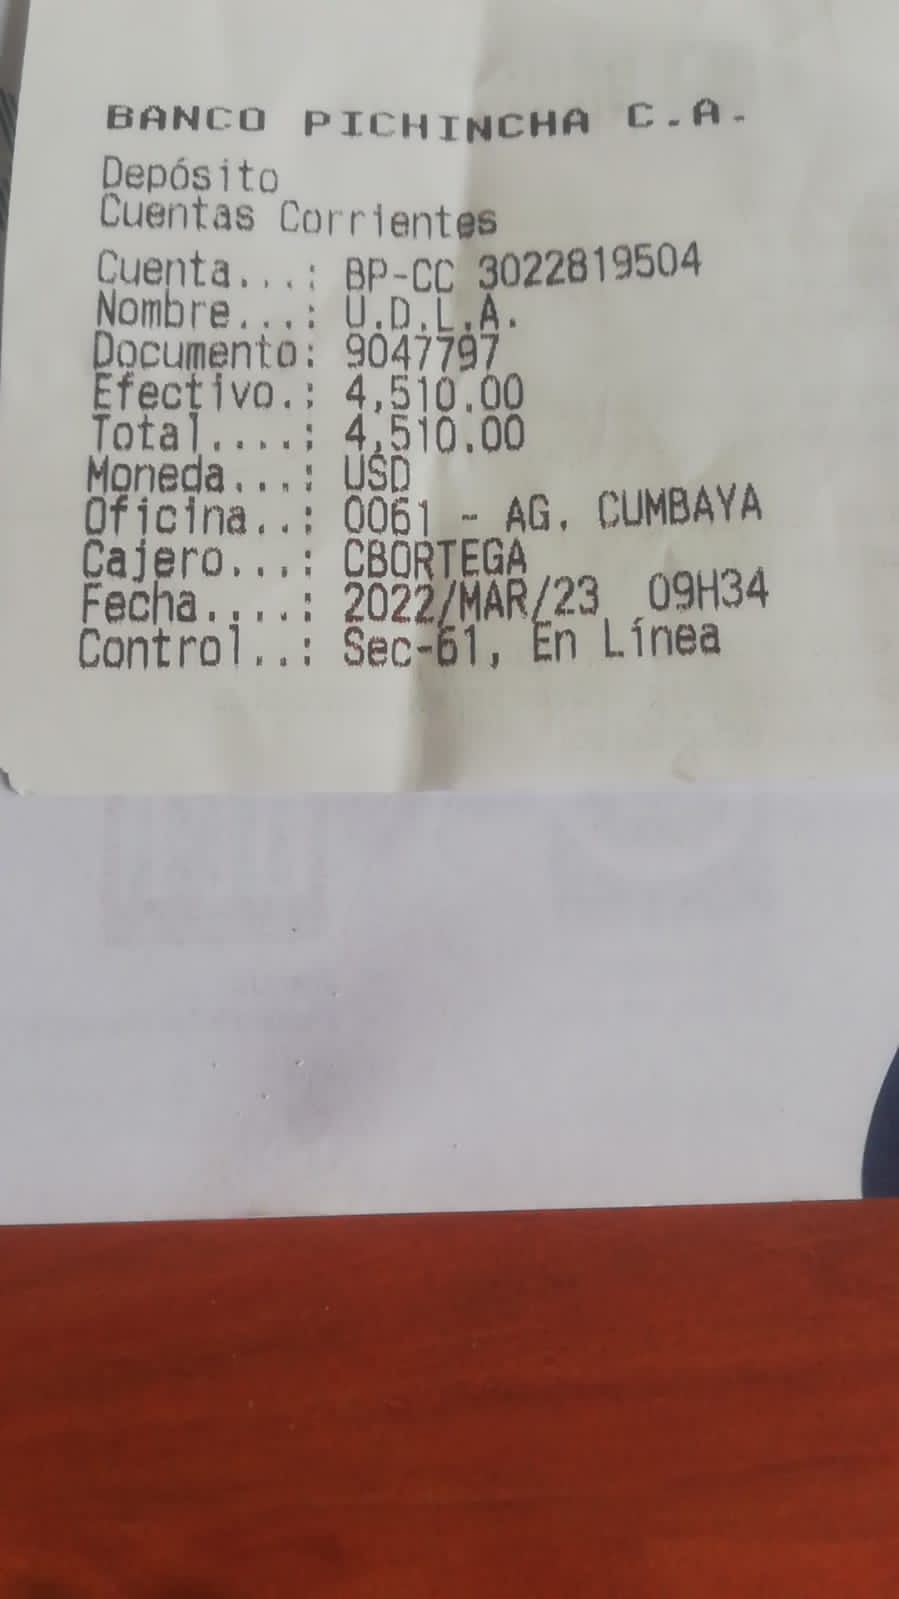 BANCO PICHINCHA C.A.
Depósito
Cuentas Corrientes
Cuenta...: BP-CC 3022819504
Nombre...: U.D.L.A.
Documento: 9047797
Efectivo.: 4,510.00
Total....: 4,510.00
Moneda...: USD
Oficina..: 0061 - AG. CUMBAYA
Cajero...: CBORTEGA
Fecha....: 2022/MAR/23 09H34
Control..: Sec-61, En Línea